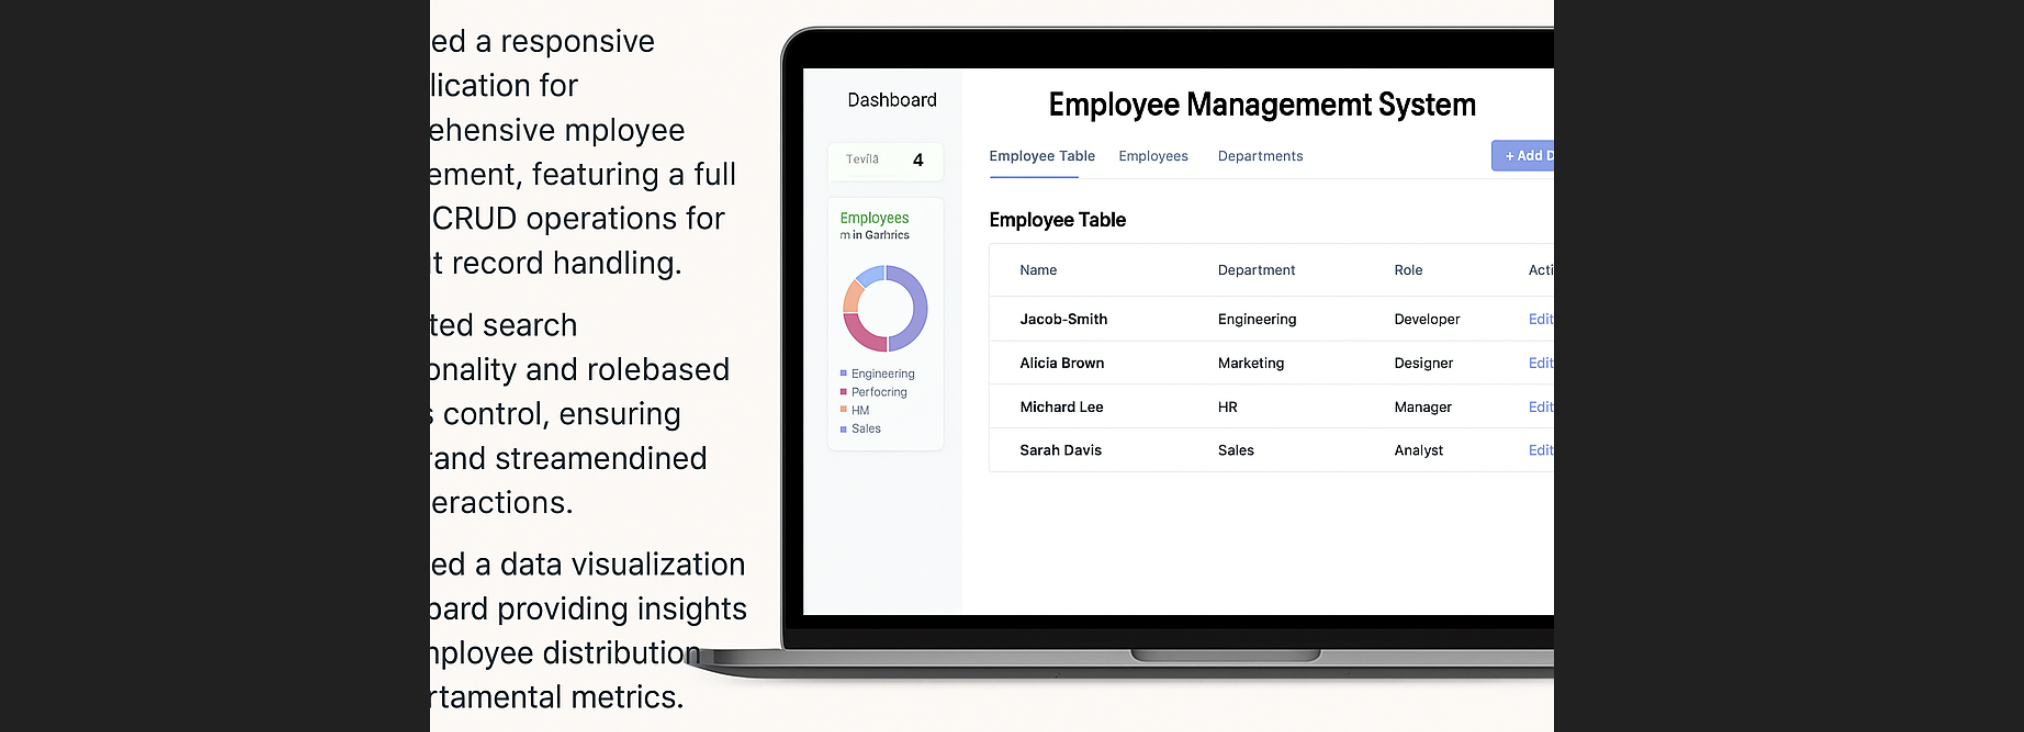 ed a responsive
lication for
ehensive mployee
ement, featuring a full
CRUD operations for
t record handling.
ted search
onality and rolebased
s control, ensuring
rand streamendined
eractions.
ed a data visualization
oard providing insights
mployee distribution
rtamental metrics.
Dashboard
Tevílà 4
Employees
m in Garhrics
Engineering
Perfocring
HM
Sales
Employee Managememt System
Employee Table Employees Departments + Add D
Employee Table
Name Department Role Acti
Jacob-Smith Engineering Developer Edit
Alicia Brown Marketing Designer Edit
Michard Lee HR Manager Edit
Sarah Davis Sales Analyst Edit